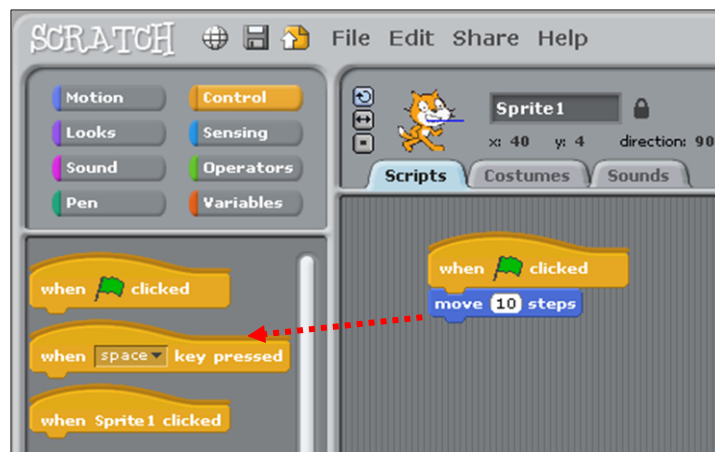 SCRATCH File Edit Share Help
Motion Control
Looks Sensing
Sound Operators
Pen Variables
Sprite1
x: 40 y: 4 direction: 90
Scripts Costumes Sounds
when clicked
when space key pressed
when Sprite1 clicked
when clicked
move 10 steps